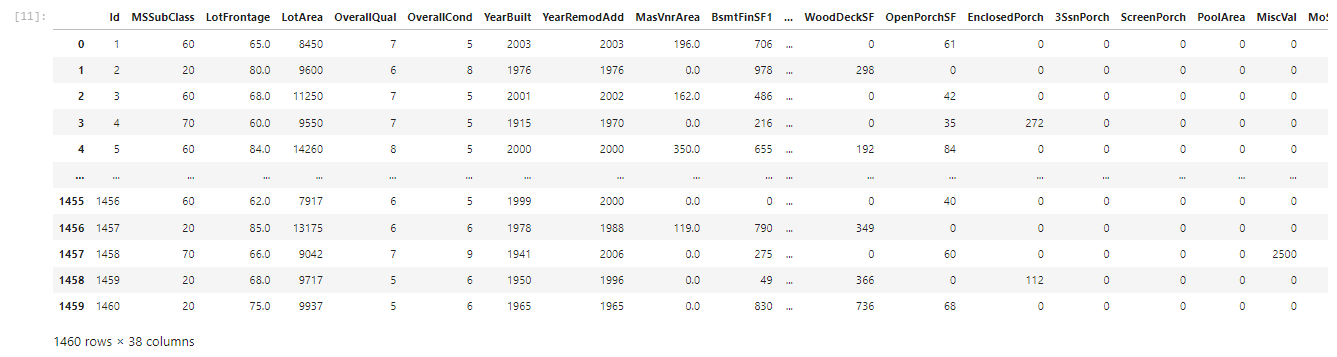 [11]: Id MSSubClass LotFrontage LotArea OverallQual OverallCond YearBuilt YearRemodAdd MasVnrArea BsmtFinSF1 ... WoodDeckSF OpenPorchSF EnclosedPorch 3SsnPorch ScreenPorch PoolArea MiscVal MoS
0 1 60 65.0 8450 7 5 2003 2003 196.0 706 ... 0 61 0 0 0 0 0
1 2 20 80.0 9600 6 8 1976 1976 0.0 978 ... 298 0 0 0 0 0 0
2 3 60 68.0 11250 7 5 2001 2002 162.0 486 ... 0 42 0 0 0 0 0
3 4 70 60.0 9550 7 5 1915 1970 0.0 216 ... 0 35 272 0 0 0 0
4 5 60 84.0 14260 8 5 2000 2000 350.0 655 ... 192 84 0 0 0 0 0
... ... ... ... ... ... ... ... ... ... ... ... ... ... ... ... ... ... ...
1455 1456 60 62.0 7917 6 5 1999 2000 0.0 0 ... 0 40 0 0 0 0 0
1456 1457 20 85.0 13175 6 6 1978 1988 119.0 790 ... 349 0 0 0 0 0 0
1457 1458 70 66.0 9042 7 9 1941 2006 0.0 275 ... 0 60 0 0 0 0 2500
1458 1459 20 68.0 9717 5 6 1950 1996 0.0 49 ... 366 0 112 0 0 0 0
1459 1460 20 75.0 9937 5 6 1965 1965 0.0 830 ... 736 68 0 0 0 0 0
1460 rows × 38 columns